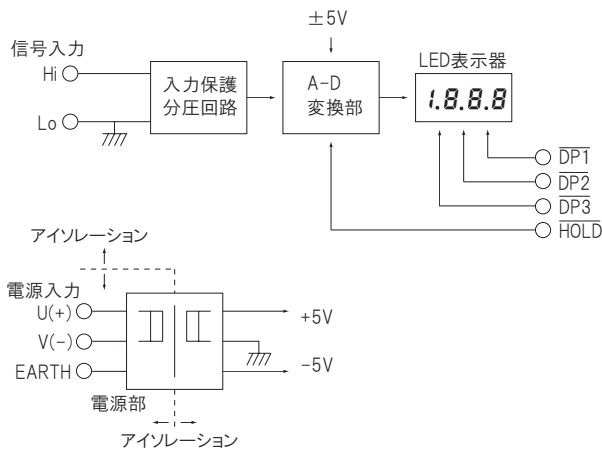 ±5V
信号入力
Hi
Lo
入力保護
分圧回路
A-D
変換部
LED表示器
1.8.8.8
DP1
DP2
DP3
HOLD
アイソレーション
電源入力
U(+)
V(-)
EARTH
+5V
-5V
電源部
アイソレーション